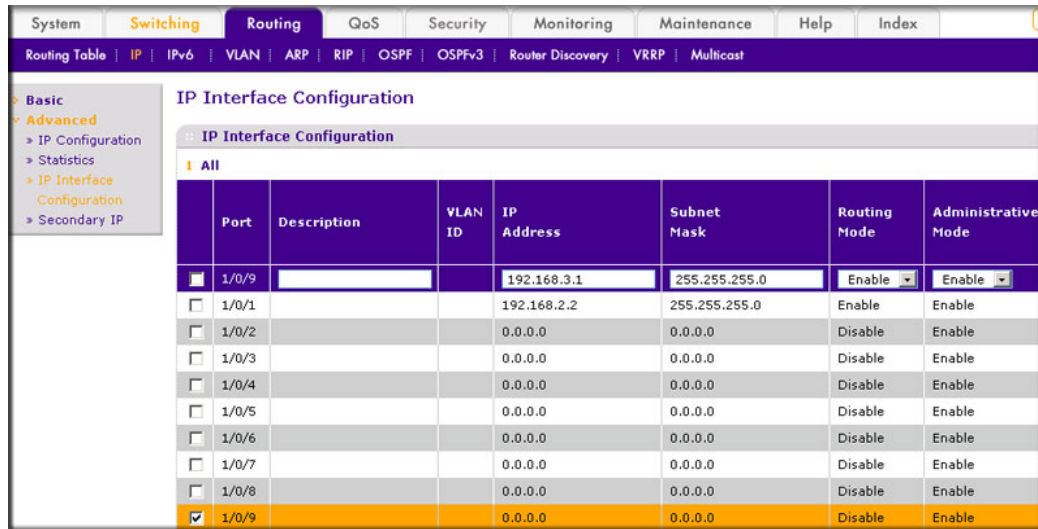 System Switching Routing QoS Security Monitoring Maintenance Help Index
Routing Table | IP | IPv6 | VLAN | ARP | RIP | OSPF | OSPFv3 | Router Discovery | VRRP | Multicast
Basic
Advanced
» IP Configuration
» Statistics
» IP Interface
Configuration
» Secondary IP
IP Interface Configuration
IP Interface Configuration
1 All
Port Description VLAN ID IP Address Subnet Mask Routing Mode Administrative Mode
1/0/9 192.168.3.1 255.255.255.0 Enable Enable
1/0/1 192.168.2.2 255.255.255.0 Enable Enable
1/0/2 0.0.0.0 0.0.0.0 Disable Enable
1/0/3 0.0.0.0 0.0.0.0 Disable Enable
1/0/4 0.0.0.0 0.0.0.0 Disable Enable
1/0/5 0.0.0.0 0.0.0.0 Disable Enable
1/0/6 0.0.0.0 0.0.0.0 Disable Enable
1/0/7 0.0.0.0 0.0.0.0 Disable Enable
1/0/8 0.0.0.0 0.0.0.0 Disable Enable
1/0/9 0.0.0.0 0.0.0.0 Disable Enable